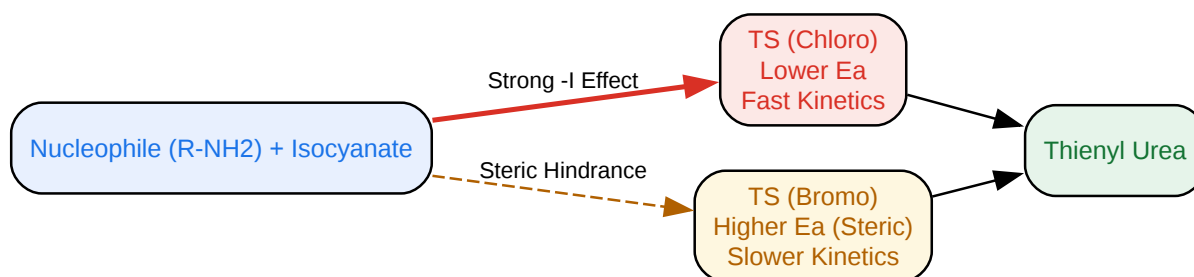 Nucleophile (R-NH2) + Isocyanate
Strong -I Effect
Steric Hindrance
TS (Chloro)
Lower Ea
Fast Kinetics
TS (Bromo)
Higher Ea (Steric)
Slower Kinetics
Thienyl Urea